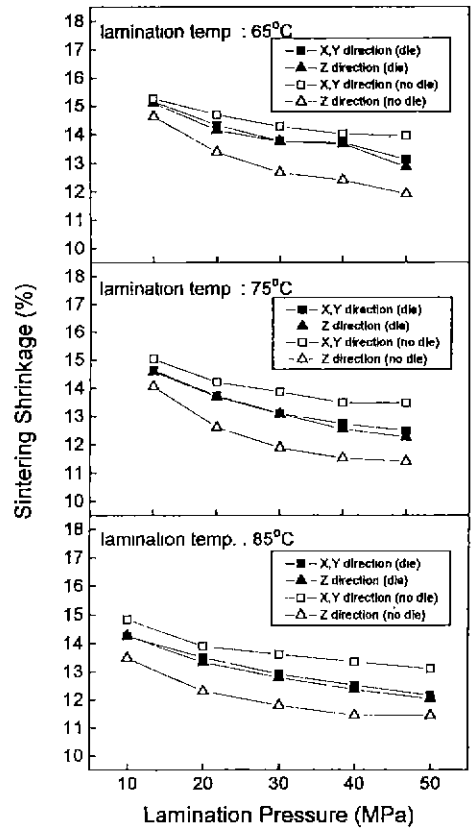 Sintering Shrinkage (%)
lamination temp : 65°C
X,Y direction (die)
Z direction (die)
X,Y direction (no die)
Z direction (no die)
18
17
16
15
14
13
12
11
10
lamination temp : 75°C
X,Y direction (die)
Z direction (die)
X,Y direction (no die)
Z direction (no die)
18
17
16
15
14
13
12
11
10
lamination temp. . 85°C
X,Y direction (die)
Z direction (die)
X,Y direction (no die)
Z direction (no die)
18
17
16
15
14
13
12
11
10
10 20 30 40 50
Lamination Pressure (MPa)